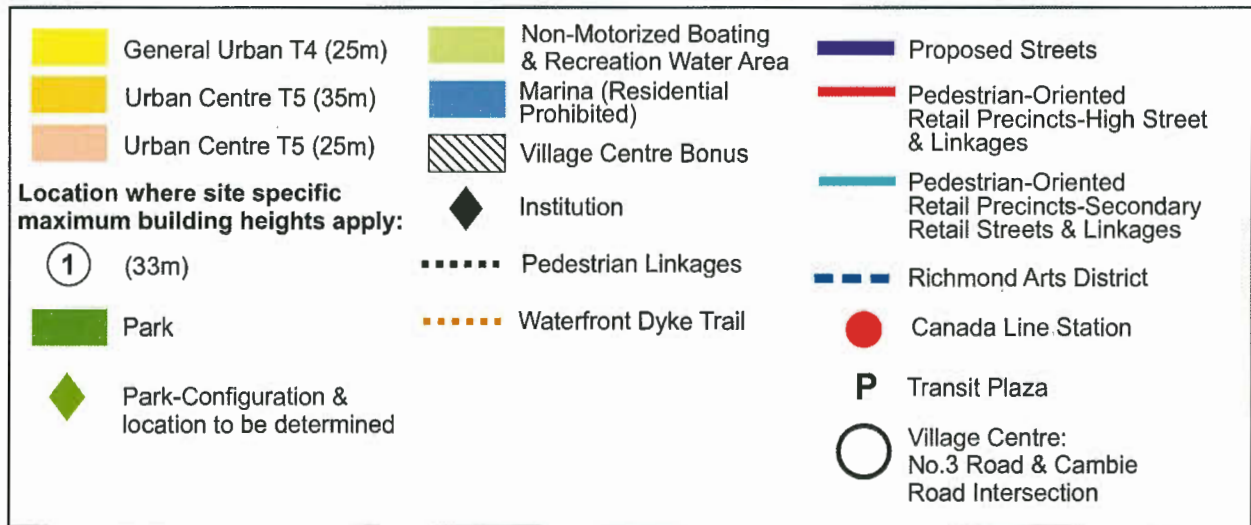 General Urban T4 (25m)
Urban Centre T5 (35m)
Urban Centre T5 (25m)
Location where site specific
maximum building heights apply:
1 (33m)
Park
Park-Configuration &
location to be determined
Non-Motorized Boating
& Recreation Water Area
Marina (Residential
Prohibited)
Village Centre Bonus
Institution
Pedestrian Linkages
Waterfront Dyke Trail
Proposed Streets
Pedestrian-Oriented
Retail Precincts-High Street
& Linkages
Pedestrian-Oriented
Retail Precincts-Secondary
Retail Streets & Linkages
Richmond Arts District
Canada Line Station
P Transit Plaza
Village Centre:
No.3 Road & Cambie
Road Intersection